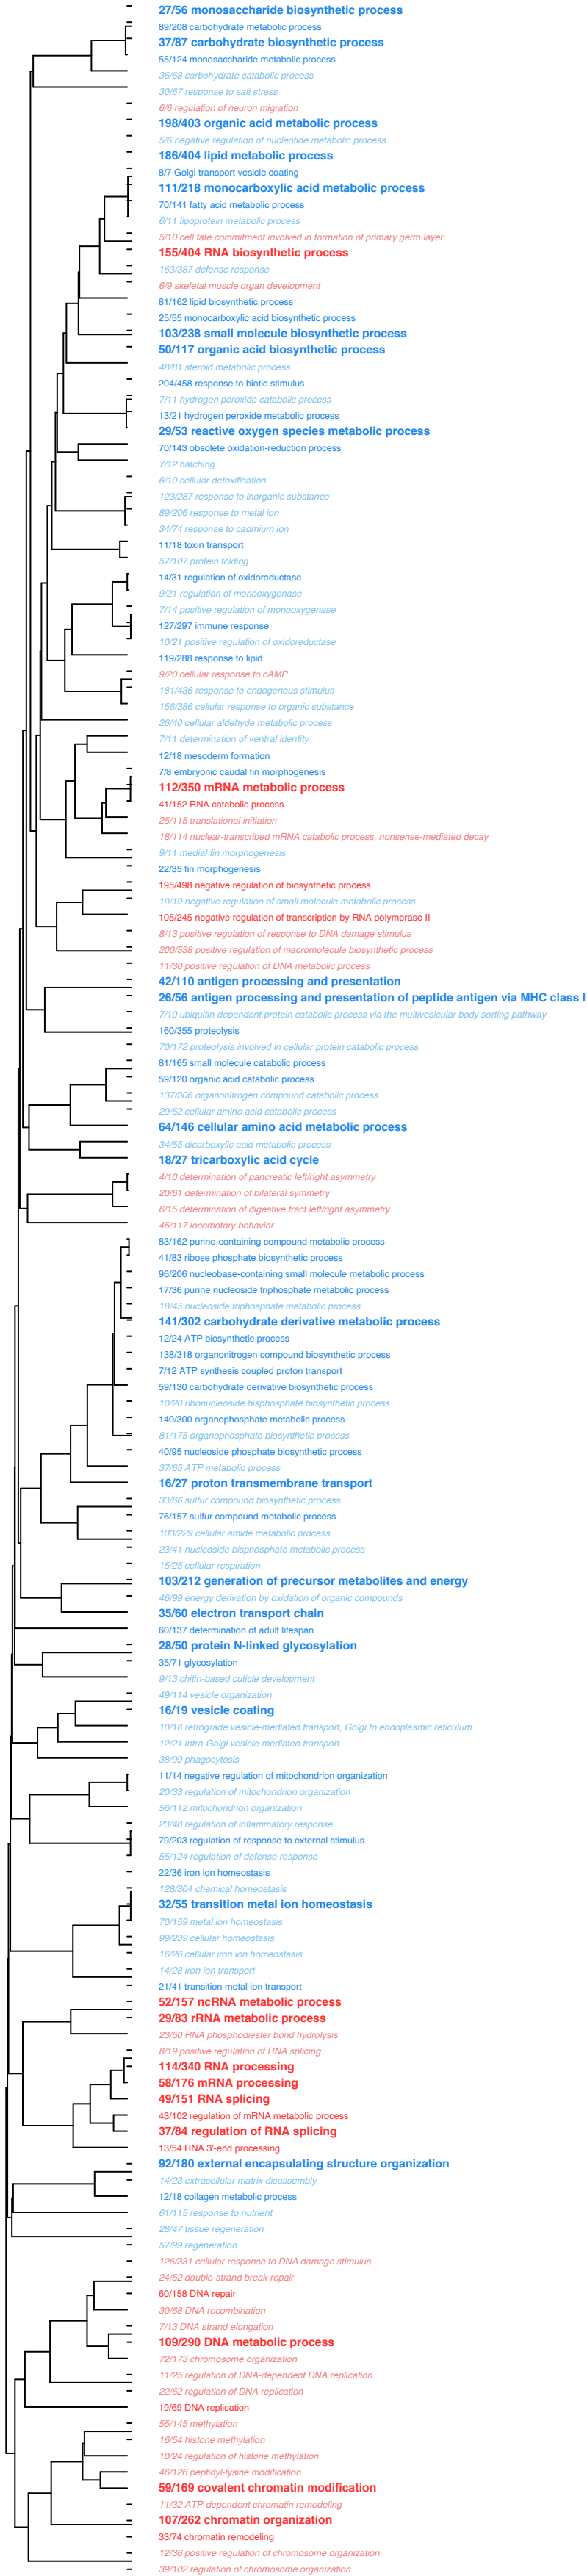 27/56 monosaccharide biosynthetic process
89/208 carbohydrate metabolic process
37/87 carbohydrate biosynthetic process
55/124 monosaccharide metabolic process
36/68 carbohydrate catabolic process
30/67 response to salt stress
6/6 regulation of neuron migration
198/403 organic acid metabolic process
5/6 negative regulation of nucleotide metabolic process
186/404 lipid metabolic process
8/7 Golgi transport vesicle coating
111/218 monocarboxylic acid metabolic process
70/141 fatty acid metabolic process
6/11 lipoprotein metabolic process
5/10 cell fate commitment involved in formation of primary germ layer
155/404 RNA biosynthetic process
163/387 defense response
6/9 skeletal muscle organ development
81/162 lipid biosynthetic process
25/55 monocarboxylic acid biosynthetic process
103/238 small molecule biosynthetic process
50/117 organic acid biosynthetic process
48/81 steroid metabolic process
204/458 response to biotic stimulus
7/11 hydrogen peroxide catabolic process
13/21 hydrogen peroxide metabolic process
29/53 reactive oxygen species metabolic process
70/143 obsolete oxidation-reduction process
7/12 hatching
6/10 cellular detoxification
123/287 response to inorganic substance
89/206 response to metal ion
34/74 response to cadmium ion
11/18 toxin transport
57/107 protein folding
14/31 regulation of oxidoreductase
9/21 regulation of monooxygenase
7/14 positive regulation of monooxygenase
127/297 immune response
10/21 positive regulation of oxidoreductase
119/288 response to lipid
9/20 cellular response to cAMP
181/436 response to endogenous stimulus
156/386 cellular response to organic substance
26/40 cellular aldehyde metabolic process
7/11 determination of ventral identity
12/18 mesoderm formation
7/8 embryonic caudal fin morphogenesis
112/350 mRNA metabolic process
41/152 RNA catabolic process
25/115 translational initiation
18/114 nuclear-transcribed mRNA catabolic process, nonsense-mediated decay
9/11 medial fin morphogenesis
22/35 fin morphogenesis
195/498 negative regulation of biosynthetic process
10/19 negative regulation of small molecule metabolic process
105/245 negative regulation of transcription by RNA polymerase II
8/13 positive regulation of response to DNA damage stimulus
200/538 positive regulation of macromolecule biosynthetic process
11/30 positive regulation of DNA metabolic process
42/110 antigen processing and presentation
26/56 antigen processing and presentation of peptide antigen via MHC class I
7/10 ubiquitin-dependent protein catabolic process via the multivesicular body sorting pathway
160/355 proteolysis
70/172 proteolysis involved in cellular protein catabolic process
81/165 small molecule catabolic process
59/120 organic acid catabolic process
137/306 organonitrogen compound catabolic process
29/52 cellular amino acid catabolic process
64/146 cellular amino acid metabolic process
34/55 dicarboxylic acid metabolic process
18/27 tricarboxylic acid cycle
4/10 determination of pancreatic left/right asymmetry
20/61 determination of bilateral symmetry
6/15 determination of digestive tract left/right asymmetry
45/117 locomotory behavior
83/162 purine-containing compound metabolic process
41/83 ribose phosphate biosynthetic process
96/206 nucleobase-containing small molecule metabolic process
17/36 purine nucleoside triphosphate metabolic process
18/45 nucleoside triphosphate metabolic process
141/302 carbohydrate derivative metabolic process
12/24 ATP biosynthetic process
138/318 organonitrogen compound biosynthetic process
7/12 ATP synthesis coupled proton transport
59/130 carbohydrate derivative biosynthetic process
10/20 ribonucleoside bisphosphate biosynthetic process
140/300 organophosphate metabolic process
81/175 organophosphate biosynthetic process
40/95 nucleoside phosphate biosynthetic process
37/65 ATP metabolic process
16/27 proton transmembrane transport
33/66 sulfur compound biosynthetic process
76/157 sulfur compound metabolic process
103/229 cellular amide metabolic process
23/41 nucleoside bisphosphate metabolic process
15/25 cellular respiration
103/212 generation of precursor metabolites and energy
46/99 energy derivation by oxidation of organic compounds
35/60 electron transport chain
60/137 determination of adult lifespan
28/50 protein N-linked glycosylation
35/71 glycosylation
9/13 chitin-based cuticle development
49/114 vesicle organization
16/19 vesicle coating
10/16 retrograde vesicle-mediated transport, Golgi to endoplasmic reticulum
12/21 intra-Golgi vesicle-mediated transport
38/99 phagocytosis
11/14 negative regulation of mitochondrion organization
20/33 regulation of mitochondrion organization
56/112 mitochondrion organization
23/48 regulation of inflammatory response
79/203 regulation of response to external stimulus
55/124 regulation of defense response
22/36 iron ion homeostasis
128/304 chemical homeostasis
32/55 transition metal ion homeostasis
70/159 metal ion homeostasis
99/239 cellular homeostasis
16/26 cellular iron ion homeostasis
14/28 iron ion transport
21/41 transition metal ion transport
52/157 ncRNA metabolic process
29/83 rRNA metabolic process
23/50 RNA phosphodiester bond hydrolysis
8/19 positive regulation of RNA splicing
114/340 RNA processing
58/176 mRNA processing
49/151 RNA splicing
43/102 regulation of mRNA metabolic process
37/84 regulation of RNA splicing
13/54 RNA 3'-end processing
92/180 external encapsulating structure organization
14/23 extracellular matrix disassembly
12/18 collagen metabolic process
61/115 response to nutrient
28/47 tissue regeneration
57/99 regeneration
126/331 cellular response to DNA damage stimulus
24/52 double-strand break repair
60/158 DNA repair
30/68 DNA recombination
7/13 DNA strand elongation
109/290 DNA metabolic process
72/173 chromosome organization
11/25 regulation of DNA-dependent DNA replication
22/62 regulation of DNA replication
19/69 DNA replication
55/145 methylation
16/54 histone methylation
10/24 regulation of histone methylation
46/126 peptidyl-lysine modification
59/169 covalent chromatin modification
11/32 ATP-dependent chromatin remodeling
107/262 chromatin organization
33/74 chromatin remodeling
12/36 positive regulation of chromosome organization
39/102 regulation of chromosome organization